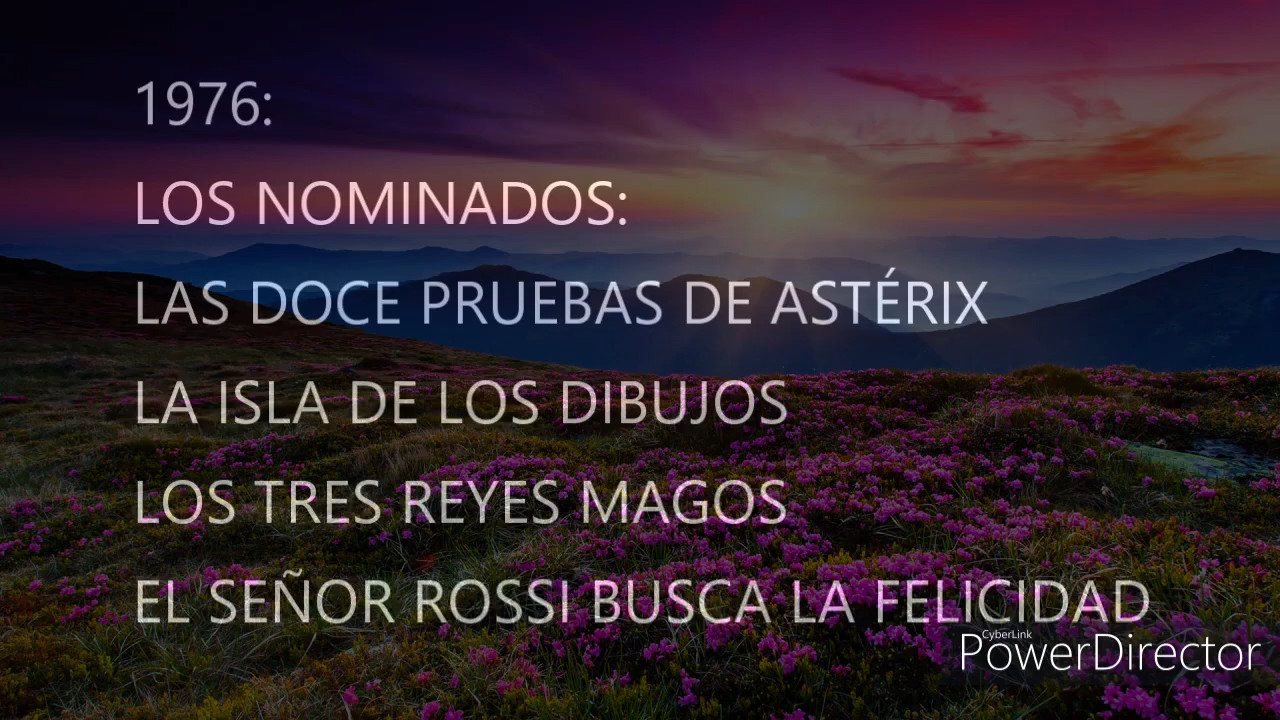 1976:
LOS NOMINADOS:
LAS DOCE PRUEBAS DE ASTÉRIX
LA ISLA DE LOS DIBUJOS
LOS TRES REYES MAGOS
EL SEÑOR ROSSI BUSCA LA FELICIDAD
CyberLink
PowerDirector